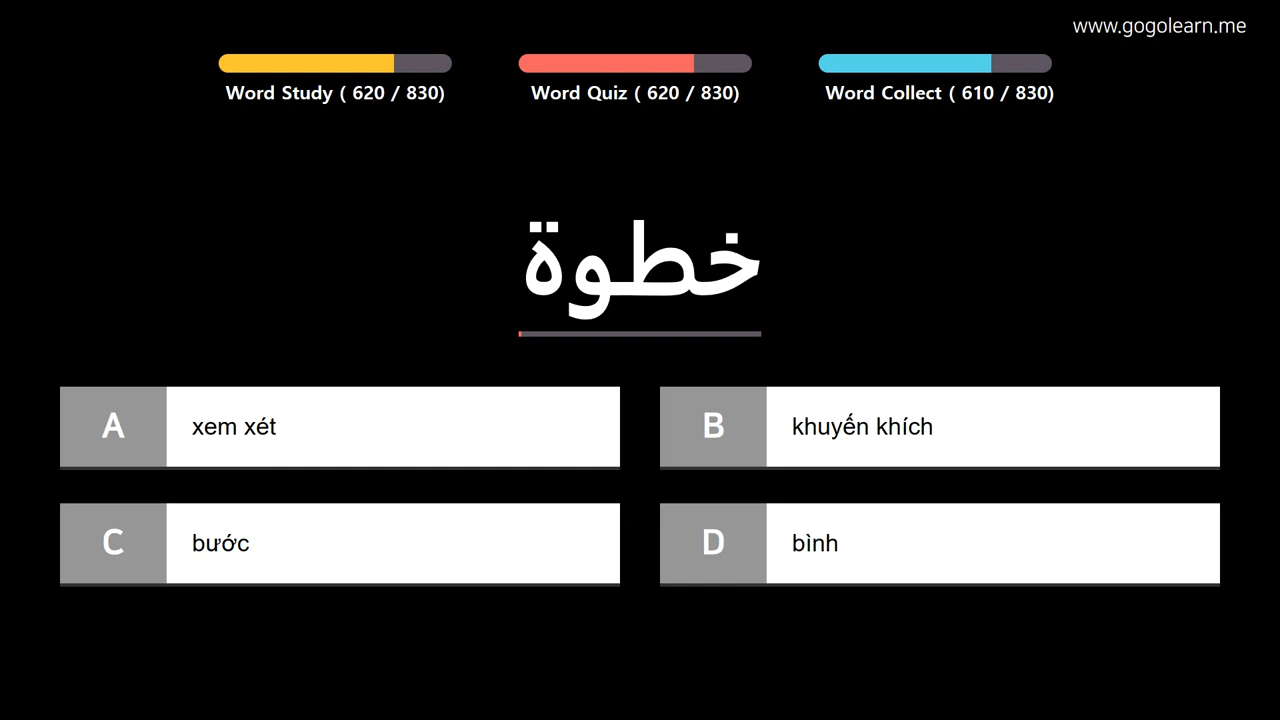 www.gogolearn.me
Word Study ( 620 / 830)
Word Quiz ( 620 / 830)
Word Collect ( 610 / 830)
خطوة
A xem xét
B khuyến khích
C bước
D bình